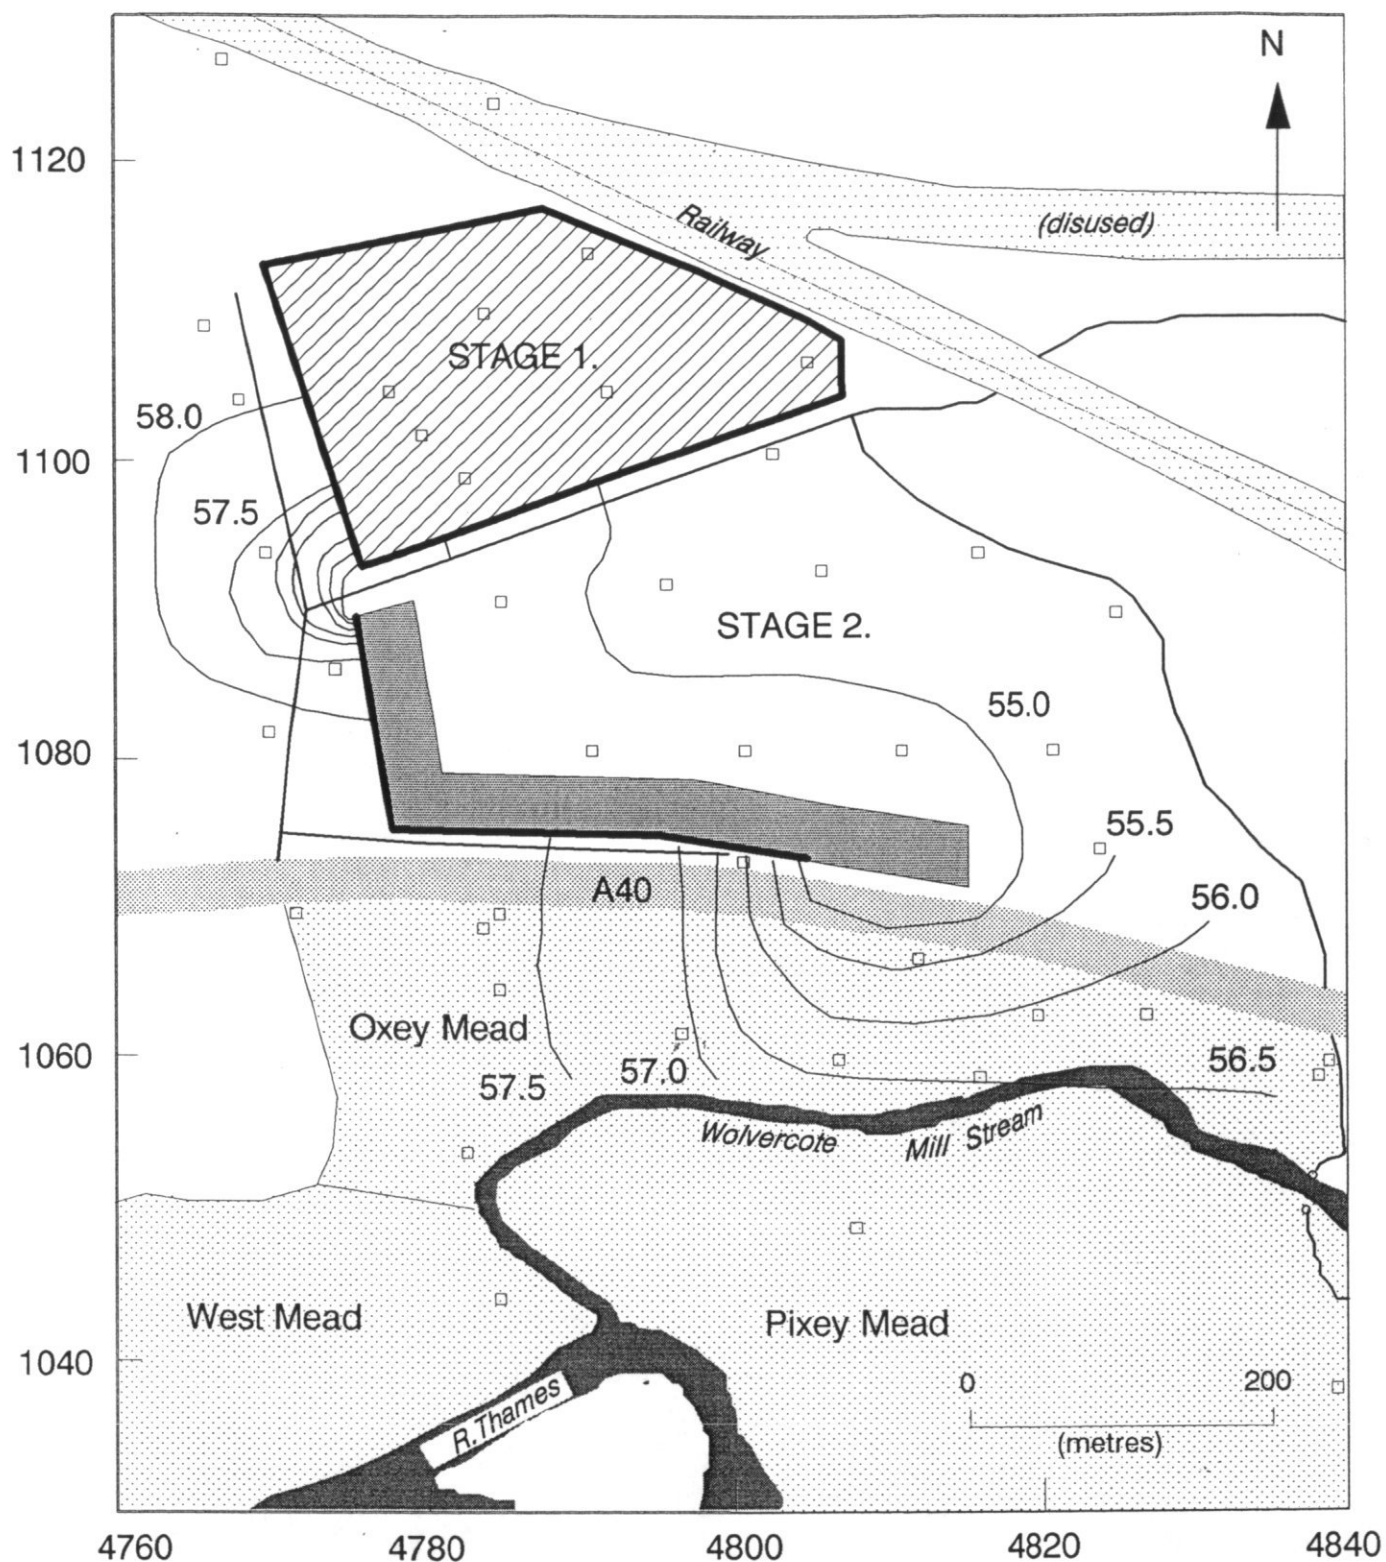 N
1120
Railway
(disused)
STAGE 1.
58.0
1100
57.5
STAGE 2.
55.0
1080
55.5
A40
56.0
Oxey Mead
1060
57.5
57.0
56.5
Wolvercote Mill Stream
West Mead
Pixey Mead
1040
0 200
R.Thames
(metres)
4760 4780 4800 4820 4840